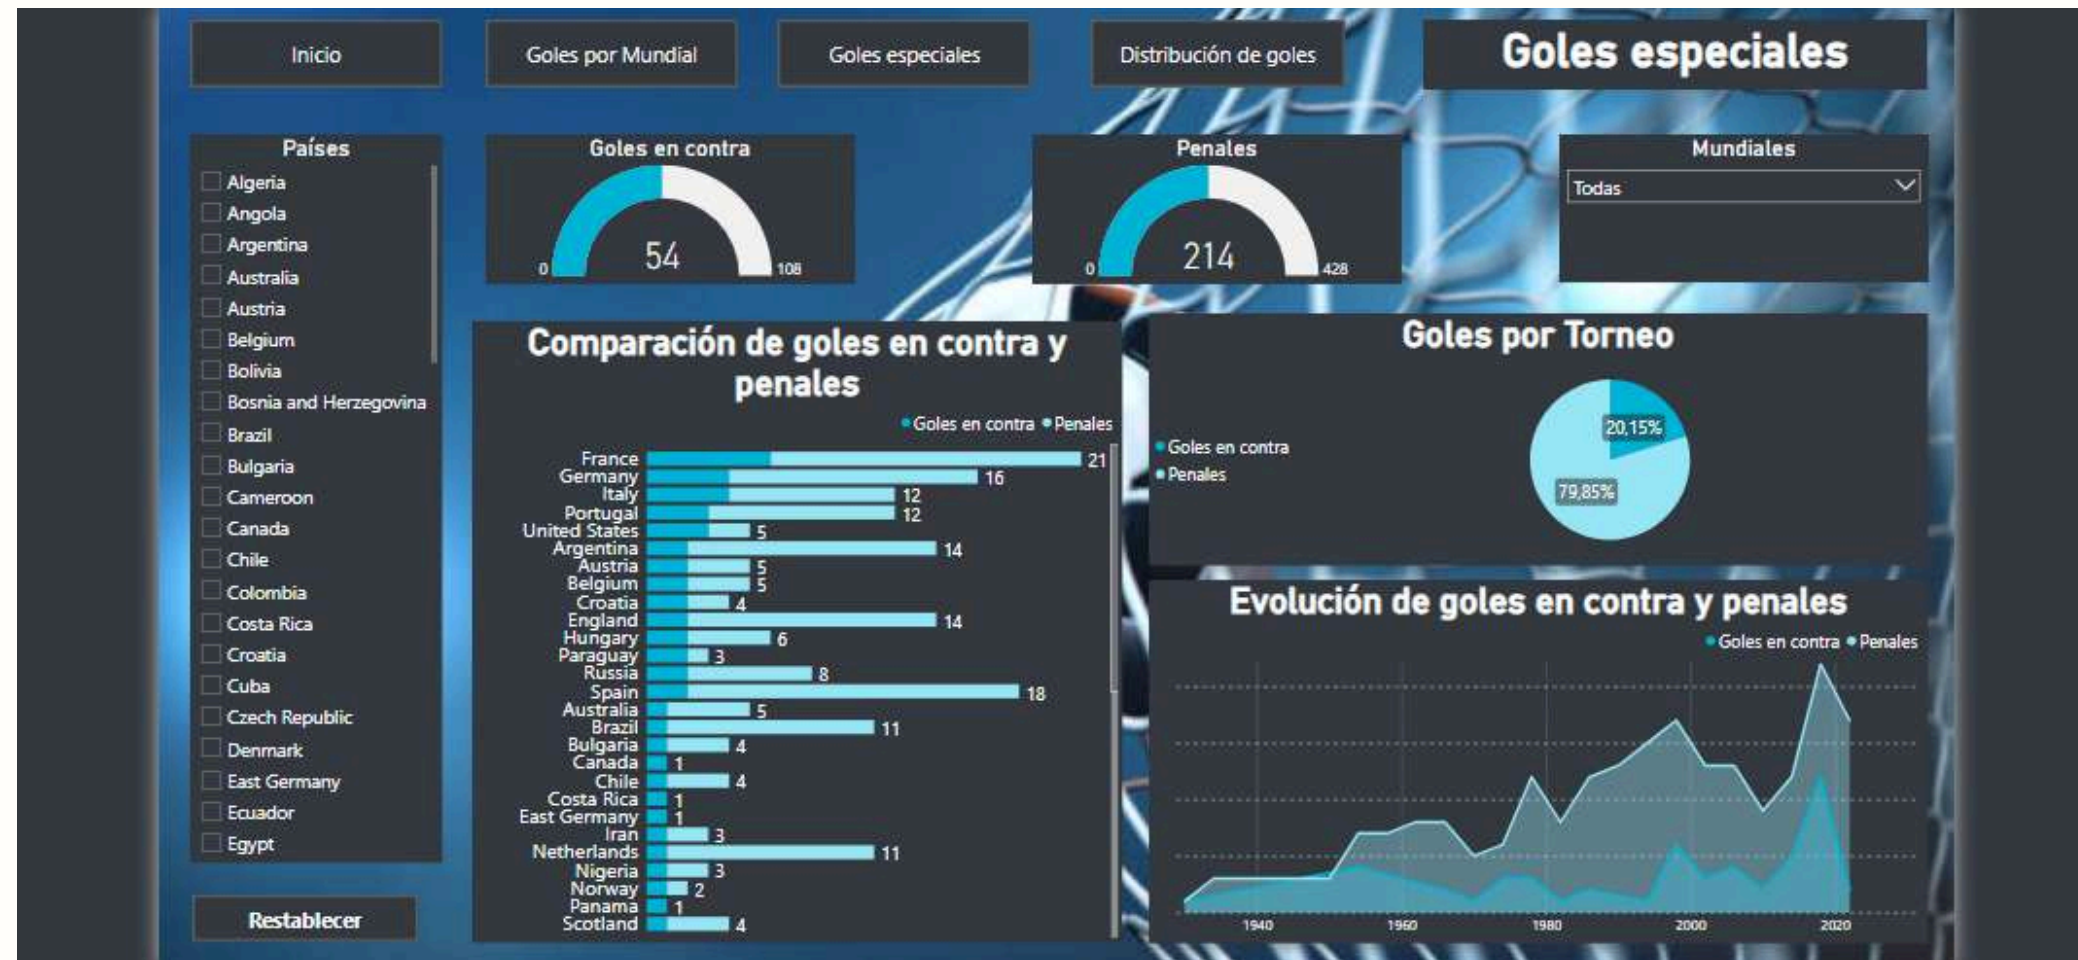 Inicio
Goles por Mundial
Goles especiales
Distribución de goles
Goles especiales
Países
Algeria
Angola
Argentina
Australia
Austria
Belgium
Bolivia
Bosnia and Herzegovina
Brazil
Bulgaria
Cameroon
Canada
Chile
Colombia
Costa Rica
Croatia
Cuba
Czech Republic
Denmark
East Germany
Ecuador
Egypt
Restablecer
Goles en contra
54
0
108
Penales
214
0
428
Mundiales
Todas
Comparación de goles en contra y
penales
Goles en contra Penales
France 21
Germany 16
Italy 12
Portugal 12
United States 5
Argentina 14
Austria 5
Belgium 5
Croatia 4
England 14
Hungary 6
Paraguay 3
Russia 8
Spain 18
Australia 5
Brazil 11
Bulgaria 4
Canada 1
Chile 4
Costa Rica 1
East Germany 1
Iran 3
Netherlands 11
Nigeria 3
Norway 2
Panama 1
Scotland 4
Goles por Torneo
Goles en contra
Penales
20,15%
79,85%
Evolución de goles en contra y penales
Goles en contra Penales
1940 1960 1980 2000 2020